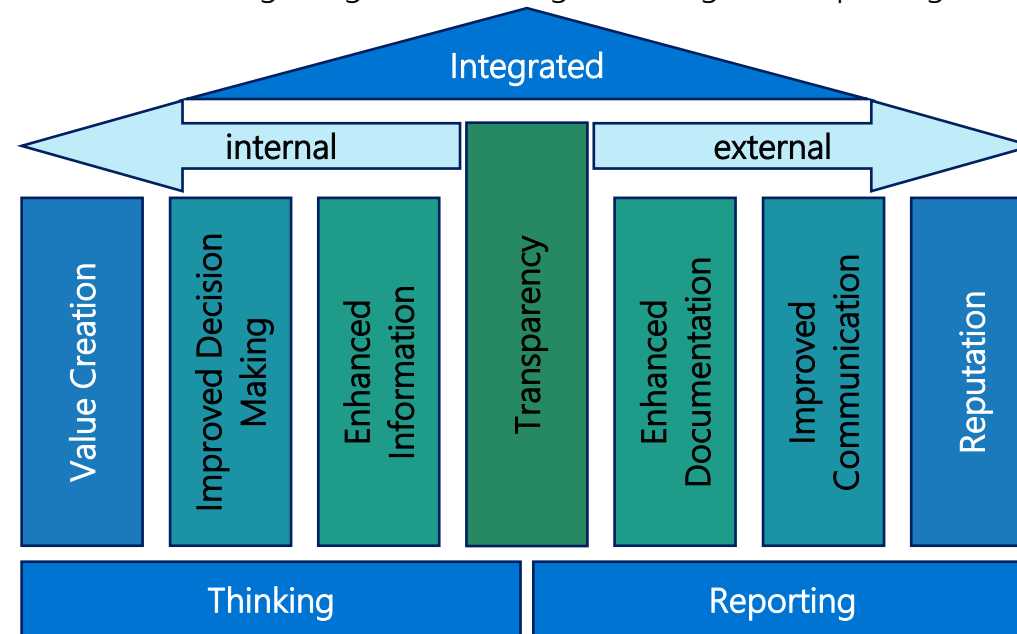 Integrated
internal
external
Value Creation
Improved Decision
Making
Enhanced
Information
Transparency
Enhanced
Documentation
Improved
Communication
Reputation
Thinking
Reporting